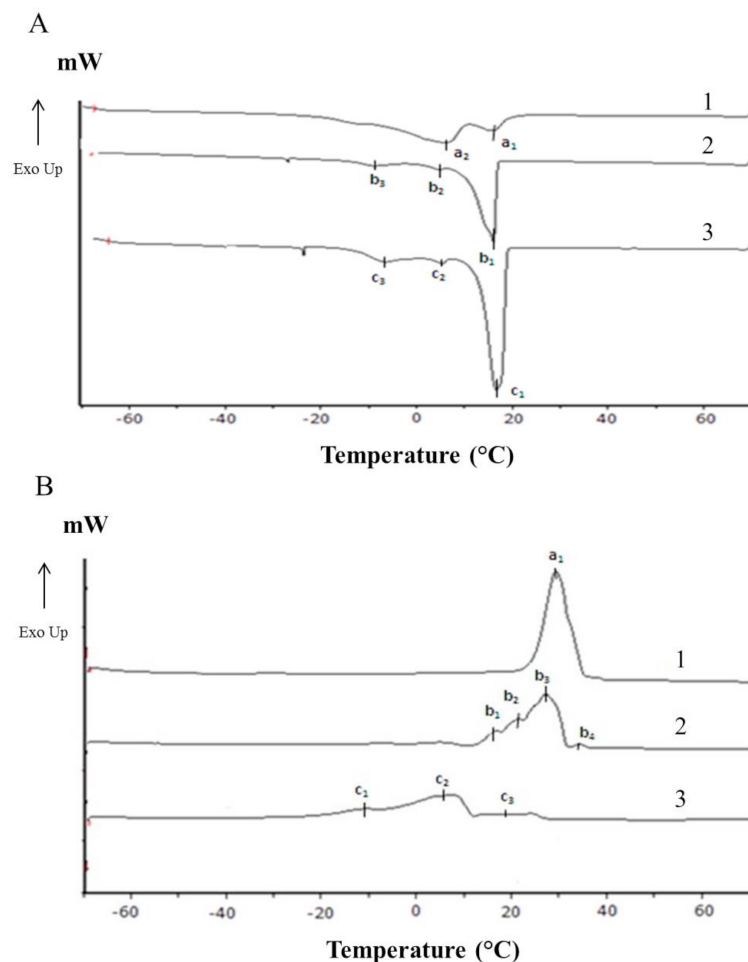 A
mW
Exo Up
1
a₂
a₁
2
b₃
b₂
b₁
3
c₃
c₂
c₁
-60
-40
-20
0
20
40
60
Temperature (°C)
B
mW
Exo Up
a₁
1
b₁
b₂
b₃
b₄
2
c₁
c₂
c₃
3
-60
-40
-20
0
20
40
60
Temperature (°C)